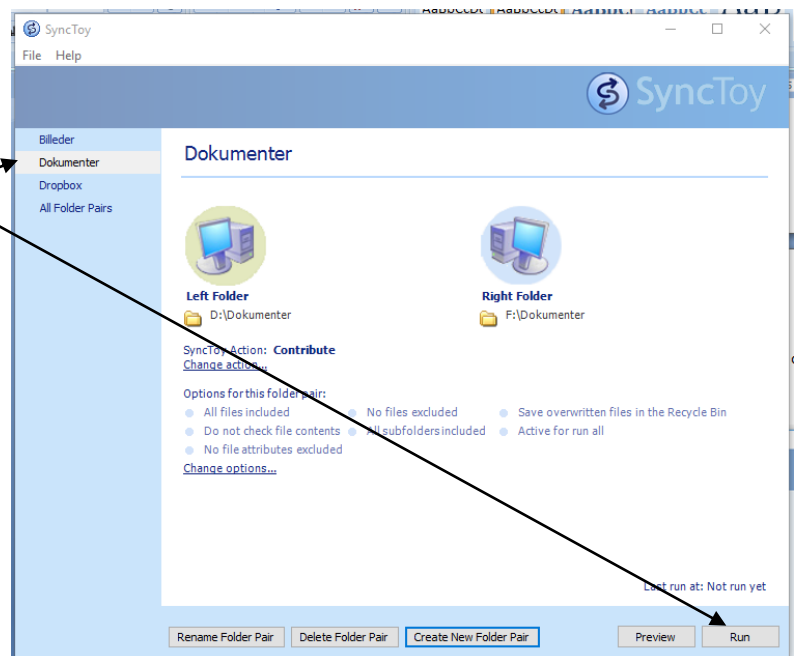 AaBbCcDc AaBbCcDc AaBbCc AaBbCc
SyncToy
File Help
SyncToy
Billeder
Dokumenter
Dropbox
All Folder Pairs
Dokumenter
Left Folder Right Folder
D:\Dokumenter F:\Dokumenter
SyncToy Action: Contribute
Change action...
Options for this folder pair:
All files included No files excluded Save overwritten files in the Recycle Bin
Do not check file contents All subfolders included Active for run all
No file attributes excluded
Change options...
Last run at: Not run yet
Rename Folder Pair Delete Folder Pair Create New Folder Pair Preview Run